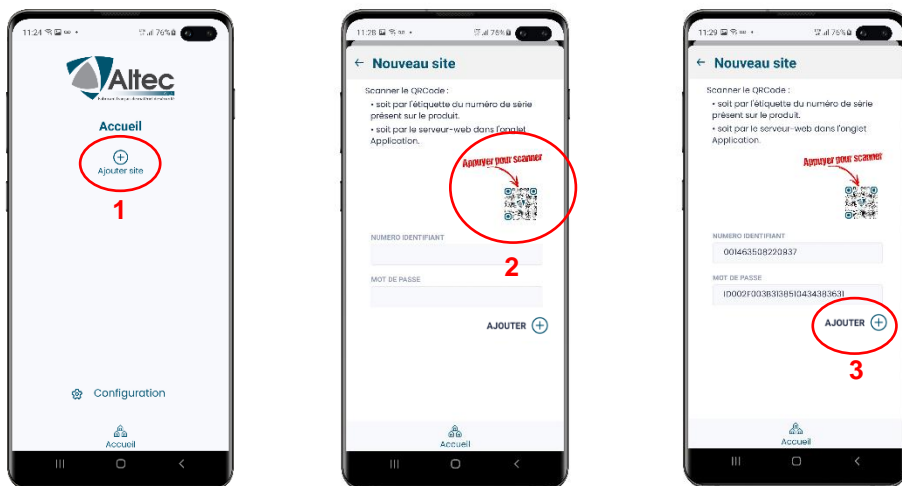 11:24
76%
Altec
Accueil
Ajouter site
1
Configuration
Accueil
11:28
76%
← Nouveau site
Scanner le QRCode :
• soit par l'étiquette du numéro de série
présent sur le produit.
• soit par le serveur-web dans l'onglet
Application.
Appuyer pour scanner
NUMERO IDENTIFIANT
2
MOT DE PASSE
AJOUTER
Accueil
11:29
76%
← Nouveau site
Scanner le QRCode :
• soit par l'étiquette du numéro de série
présent sur le produit.
• soit par le serveur-web dans l'onglet
Application.
Appuyer pour scanner
NUMERO IDENTIFIANT
001463508220937
MOT DE PASSE
AJOUTER
3
Accueil